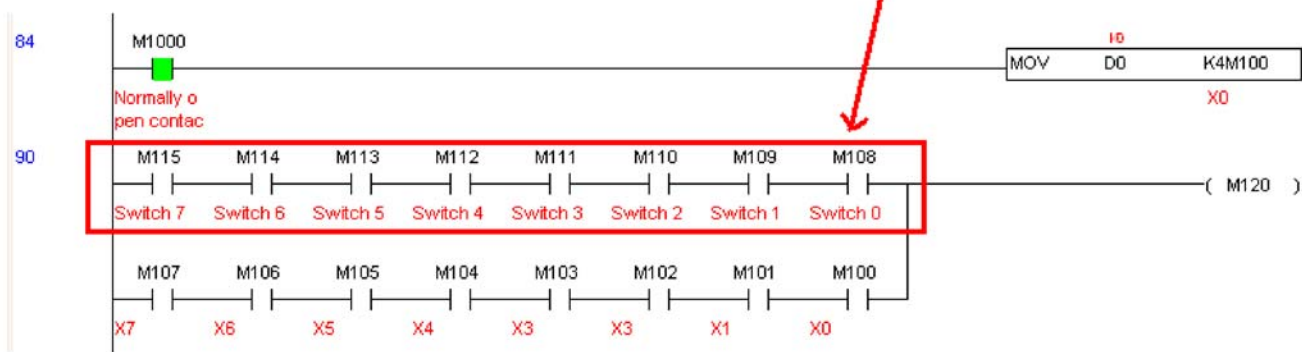 84
M1000
MOV D0 K4M100
Normally o
pen contac
X0
90
M115 M114 M113 M112 M111 M110 M109 M108
( M120 )
Switch 7 Switch 6 Switch 5 Switch 4 Switch 3 Switch 2 Switch 1 Switch 0
M107 M106 M105 M104 M103 M102 M101 M100
X7 X6 X5 X4 X3 X3 X1 X0